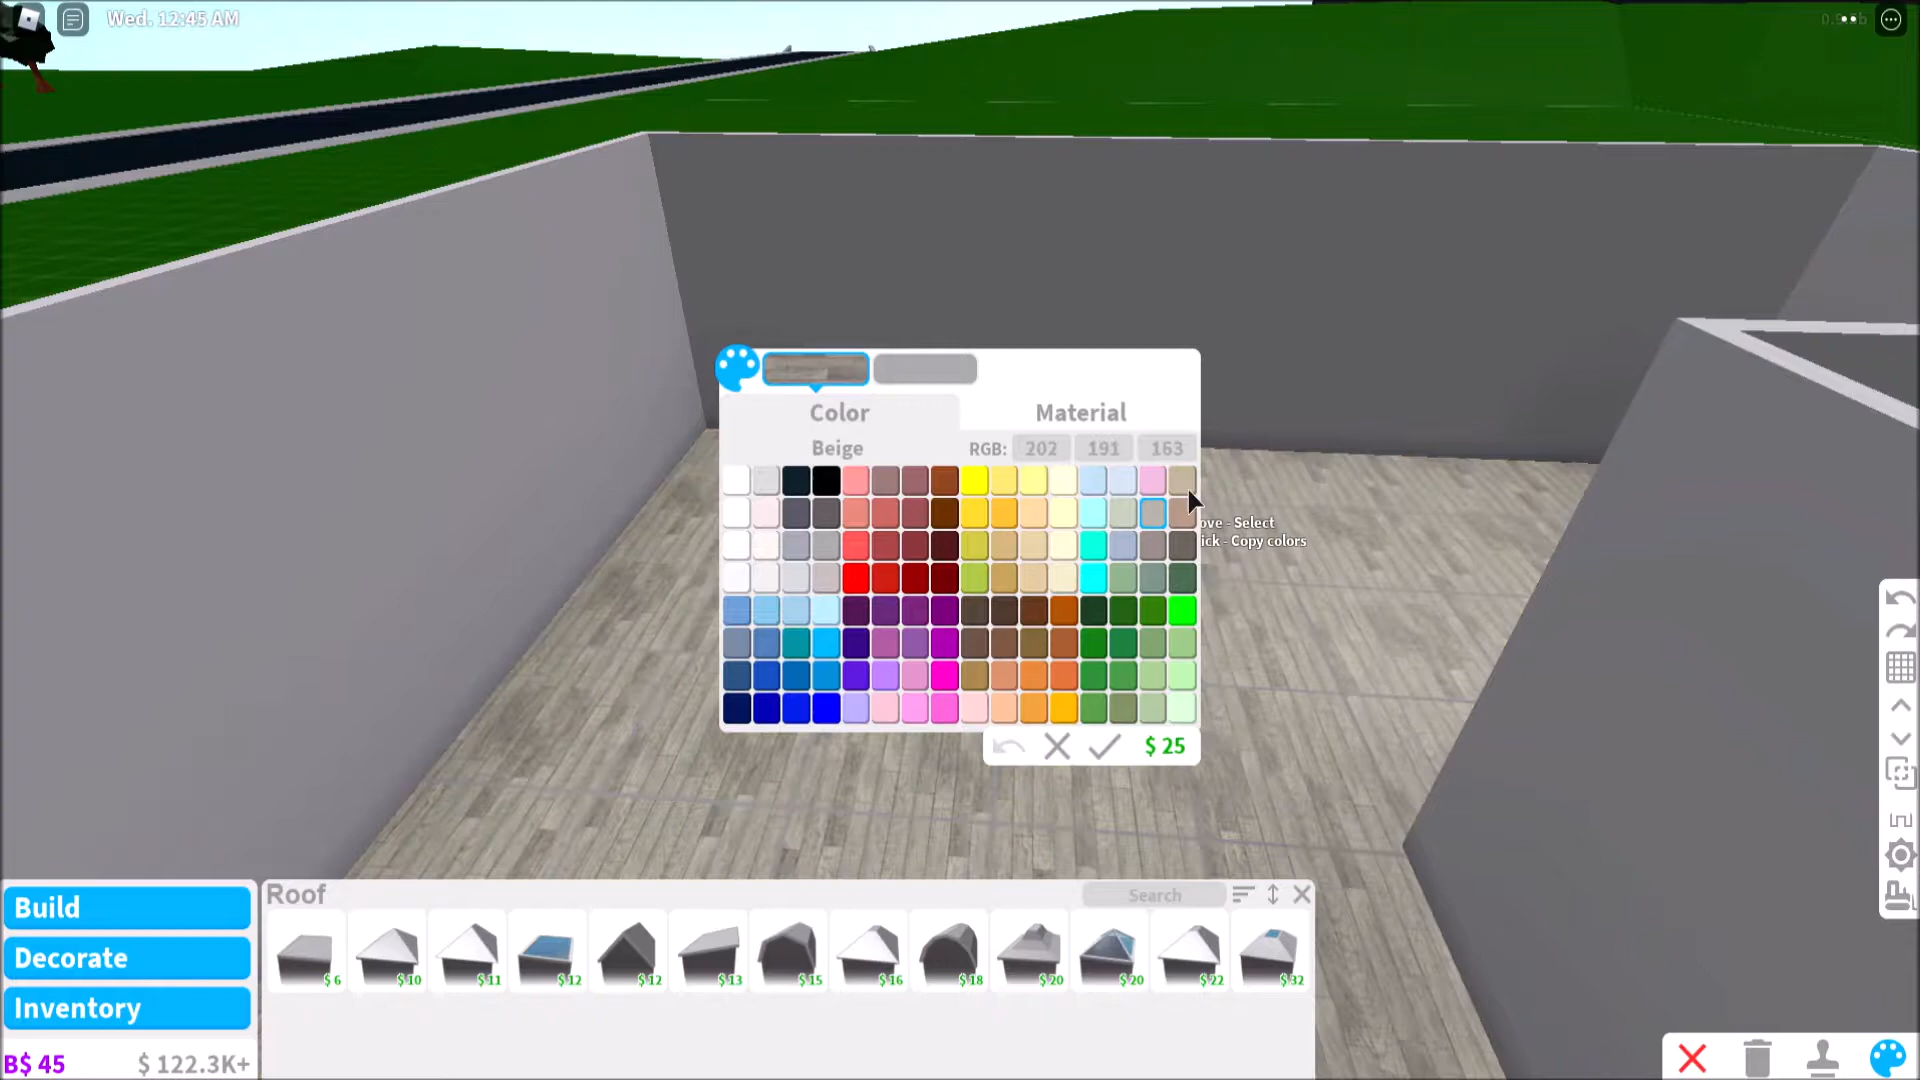 Wed. 12:45 AM
Color
Material
Beige
RGB: 202 191 163
ove - Select
ick - Copy colors
$ 25
Build
Decorate
Inventory
B$ 45
$ 122.3K+
Roof
Search
$ 6
$ 10
$ 11
$ 12
$ 12
$ 13
$ 15
$ 16
$ 18
$ 20
$ 20
$ 22
$ 32